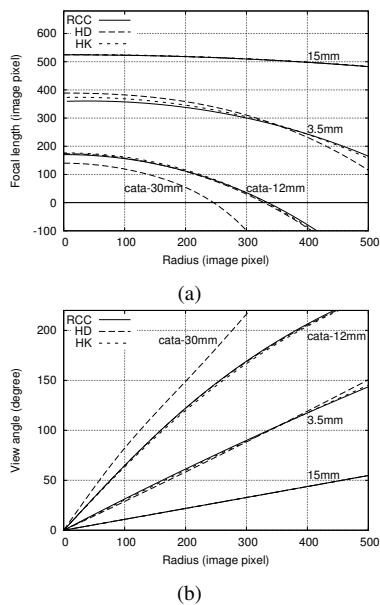 RCC
HD
HK
Focal length (image pixel)
600
500
400
300
200
100
0
-100
15mm
3.5mm
cata-30mm
cata-12mm
0 100 200 300 400 500
Radius (image pixel)
(a)
RCC
HD
HK
View angle (degree)
200
150
100
50
0
cata-30mm
cata-12mm
3.5mm
15mm
0 100 200 300 400 500
Radius (image pixel)
(b)